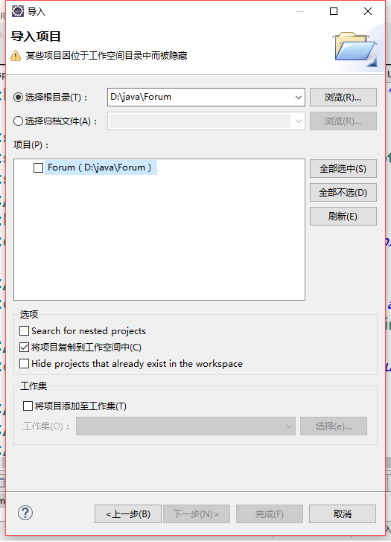 导入
导入项目
某些项目因位于工作空间目录中而被隐藏
选择根目录(T)： D:\java\Forum 浏览(R)...
选择归档文件(A)： 浏览(R)...
项目(P)：
Forum ( D:\java\Forum )
全部选中(S)
全部不选(D)
刷新(E)
选项
Search for nested projects
将项目复制到工作空间中(C)
Hide projects that already exist in the workspace
工作集
将项目添加至工作集(T)
工作集(O)： 选择(e)...
<上一步(B) 下一步(N)> 完成(F) 取消